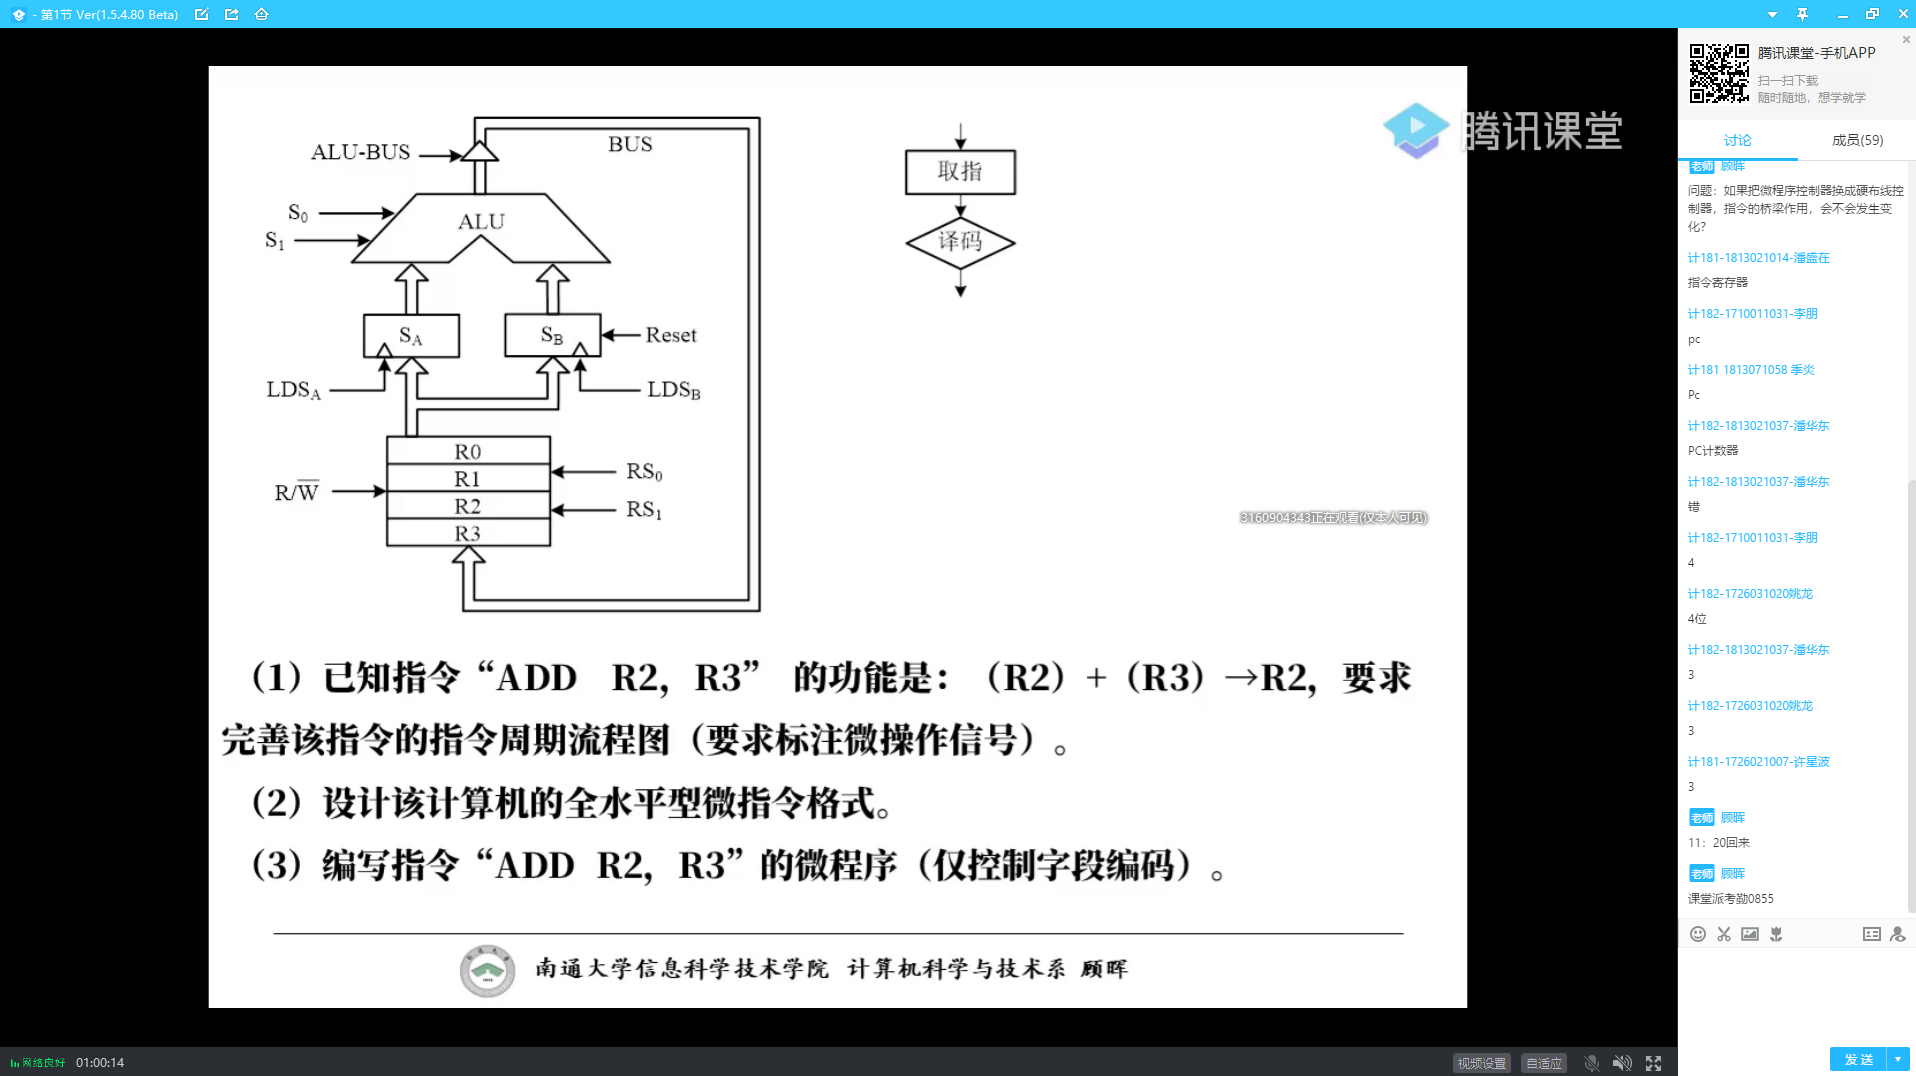 - 第1节 Ver(1.5.4.80 Beta)
腾讯课堂
ALU-BUS
BUS
S0
S1
ALU
SA
SB
Reset
LDSA
LDSB
R0
R1
R2
R3
R/W̅
RS0
RS1
取指
译码
3160904343正在观看(仅本人可见)
（1）已知指令“ADD R2，R3” 的功能是：（R2）+（R3）→R2，要求
完善该指令的指令周期流程图（要求标注微操作信号）。
（2）设计该计算机的全水平型微指令格式。
（3）编写指令“ADD R2，R3”的微程序（仅控制字段编码）。
南通大学信息科学技术学院 计算机科学与技术系 顾晖
网络良好 01:00:14
视频设置 自适应
腾讯课堂-手机APP
扫一扫下载
随时随地，想学就学
讨论 成员(59)
老师 顾晖
问题：如果把微程序控制器换成硬布线控
制器，指令的桥梁作用，会不会发生变
化?
计181-1813021014-潘盛在
指令寄存器
计182-1710011031-李朋
pc
计181 1813071058 季炎
Pc
计182-1813021037-潘华东
PC计数器
计182-1813021037-潘华东
错
计182-1710011031-李朋
4
计182-1726031020姚龙
4位
计182-1813021037-潘华东
3
计182-1726031020姚龙
3
计181-1726021007-许星波
3
老师 顾晖
11：20回来
老师 顾晖
课堂派考勤0855
发送